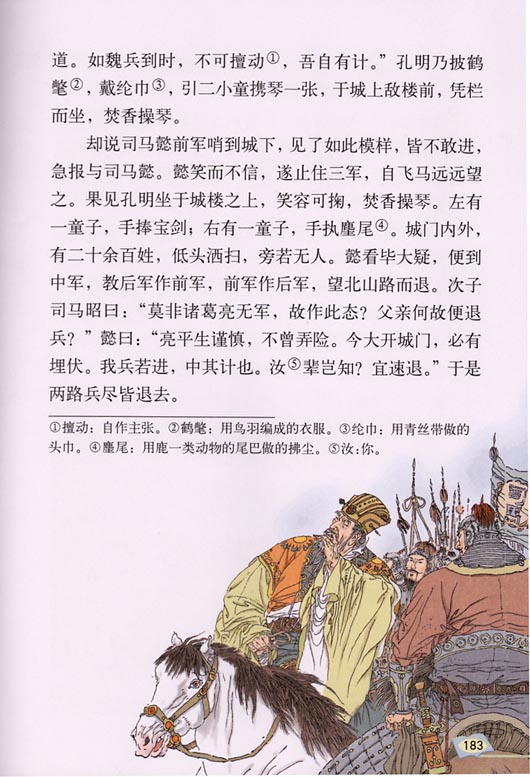 道。如魏兵到时，不可擅动①，吾自有计。”孔明乃披鹤
氅②，戴纶巾③，引二小童携琴一张，于城上敌楼前，凭栏
而坐，焚香操琴。
却说司马懿前军哨到城下，见了如此模样，皆不敢进，
急报与司马懿。懿笑而不信，遂止住三军，自飞马远远望
之。果见孔明坐于城楼之上，笑容可掬，焚香操琴。左有
一童子，手捧宝剑；右有一童子，手执麈尾④。城门内外，
有二十余百姓，低头洒扫，旁若无人。懿看毕大疑，便到
中军，教后军作前军，前军作后军，望北山路而退。次子
司马昭曰：“莫非诸葛亮无军，故作此态？父亲何故便退
兵？”懿曰：“亮平生谨慎，不曾弄险。今大开城门，必有
埋伏。我兵若进，中其计也。汝⑤辈岂知？宜速退。”于是
两路兵尽皆退去。
①擅动：自作主张。②鹤氅：用鸟羽编成的衣服。③纶巾：用青丝带做的
头巾。④麈尾：用鹿一类动物的尾巴做的拂尘。⑤汝：你。
183